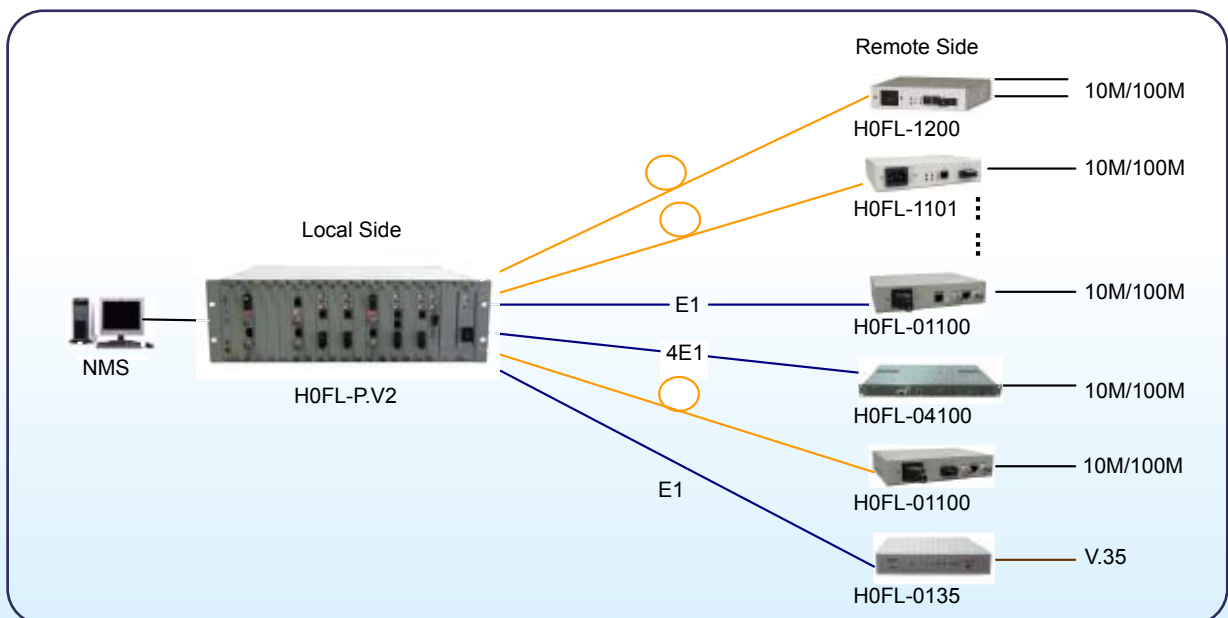 Remote Side
10M/100M
H0FL-1200
10M/100M
H0FL-1101
Local Side
E1
10M/100M
H0FL-01100
NMS
H0FL-P.V2
4E1
10M/100M
H0FL-04100
10M/100M
E1
H0FL-01100
V.35
H0FL-0135